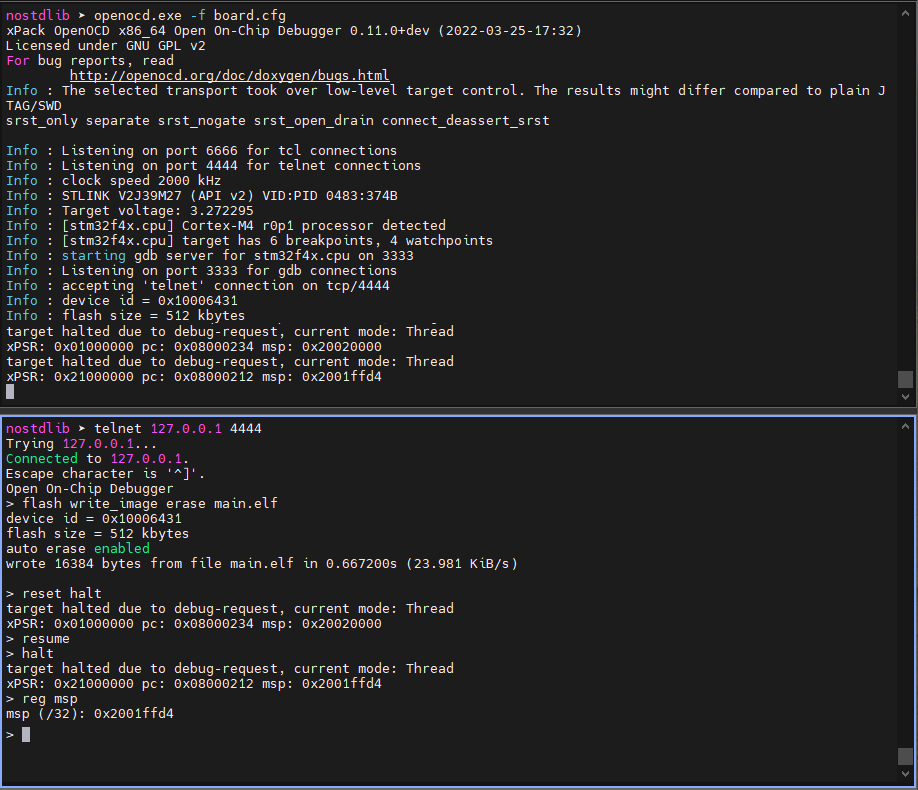 nostdlib ➤ openocd.exe -f board.cfg
xPack OpenOCD x86_64 Open On-Chip Debugger 0.11.0+dev (2022-03-25-17:32)
Licensed under GNU GPL v2
For bug reports, read
        http://openocd.org/doc/doxygen/bugs.html
Info : The selected transport took over low-level target control. The results might differ compared to plain J
TAG/SWD
srst_only separate srst_nogate srst_open_drain connect_deassert_srst

Info : Listening on port 6666 for tcl connections
Info : Listening on port 4444 for telnet connections
Info : clock speed 2000 kHz
Info : STLINK V2J39M27 (API v2) VID:PID 0483:374B
Info : Target voltage: 3.272295
Info : [stm32f4x.cpu] Cortex-M4 r0p1 processor detected
Info : [stm32f4x.cpu] target has 6 breakpoints, 4 watchpoints
Info : starting gdb server for stm32f4x.cpu on 3333
Info : Listening on port 3333 for gdb connections
Info : accepting 'telnet' connection on tcp/4444
Info : device id = 0x10006431
Info : flash size = 512 kbytes
target halted due to debug-request, current mode: Thread
xPSR: 0x01000000 pc: 0x08000234 msp: 0x20020000
target halted due to debug-request, current mode: Thread
xPSR: 0x21000000 pc: 0x08000212 msp: 0x2001ffd4

nostdlib ➤ telnet 127.0.0.1 4444
Trying 127.0.0.1...
Connected to 127.0.0.1.
Escape character is '^]'.
Open On-Chip Debugger
> flash write_image erase main.elf
device id = 0x10006431
flash size = 512 kbytes
auto erase enabled
wrote 16384 bytes from file main.elf in 0.667200s (23.981 KiB/s)

> reset halt
target halted due to debug-request, current mode: Thread
xPSR: 0x01000000 pc: 0x08000234 msp: 0x20020000
> resume
> halt
target halted due to debug-request, current mode: Thread
xPSR: 0x21000000 pc: 0x08000212 msp: 0x2001ffd4
> reg msp
msp (/32): 0x2001ffd4
>